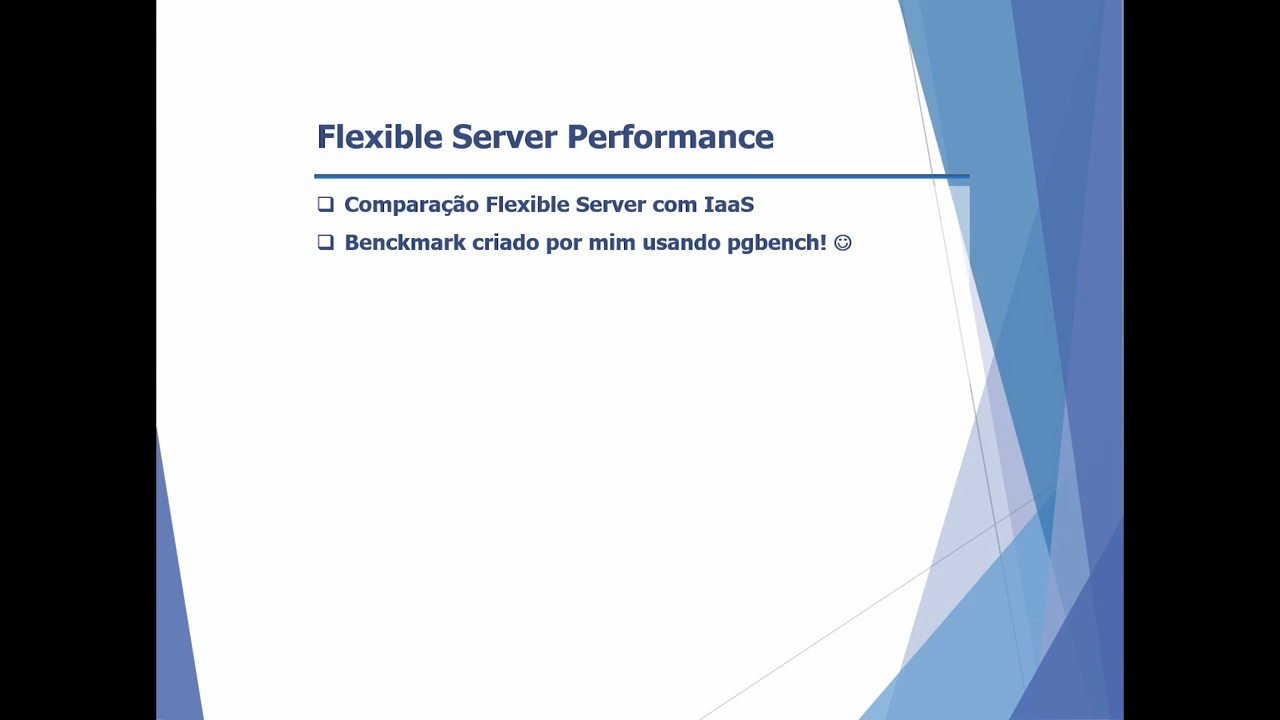 Flexible Server Performance
❑ Comparação Flexible Server com IaaS
❑ Benckmark criado por mim usando pgbench! ☺